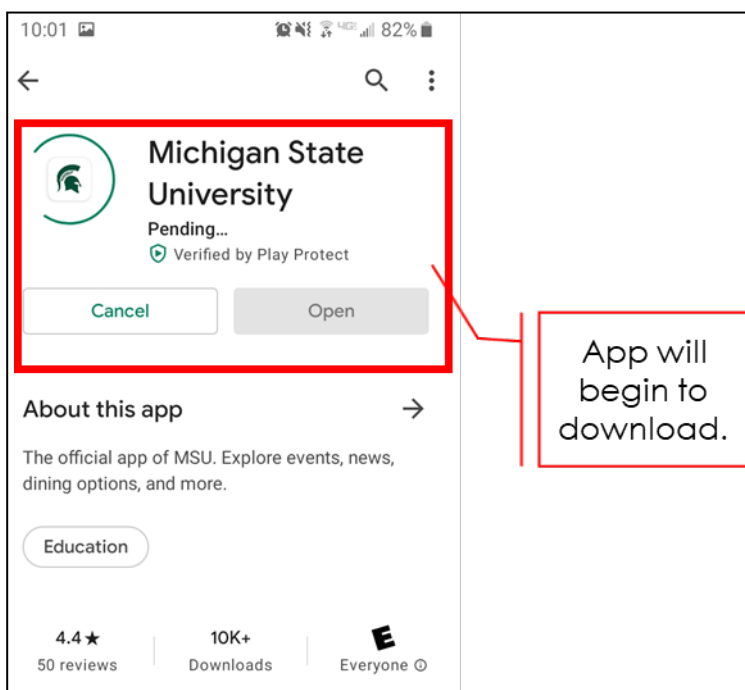 10:01 4GE 82%
Michigan State
University
Pending...
Verified by Play Protect
Cancel Open
App will
begin to
download.
About this app
The official app of MSU. Explore events, news,
dining options, and more.
Education
4.4★ 10K+ E
50 reviews Downloads Everyone